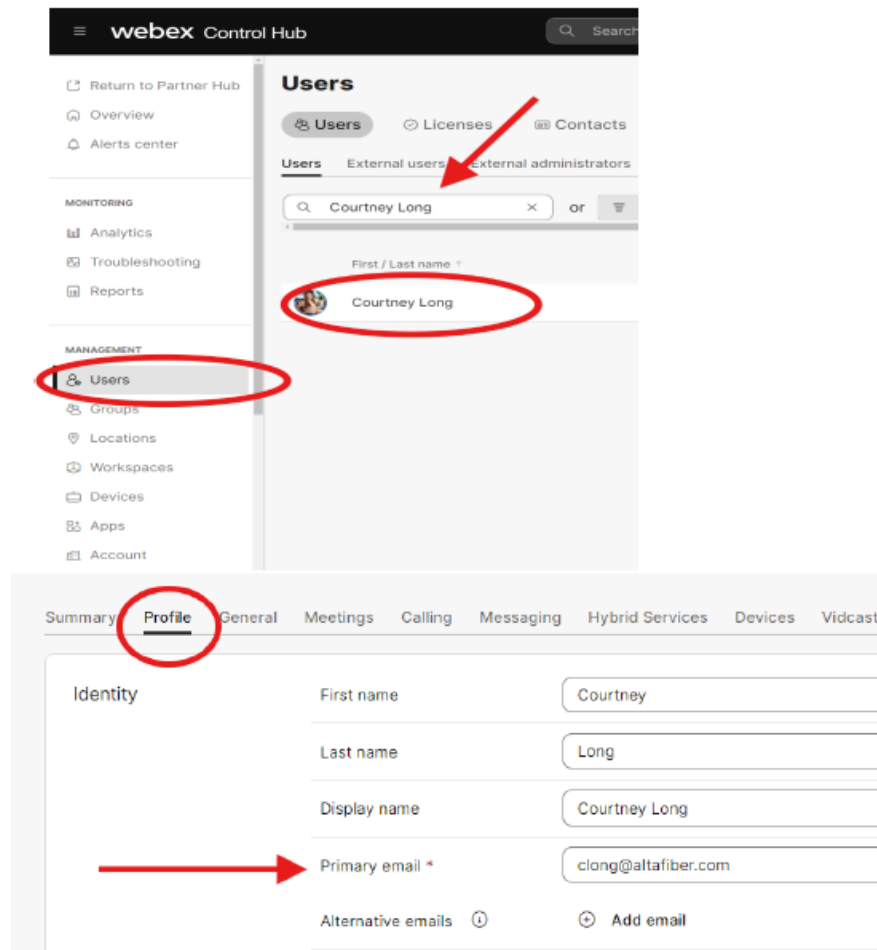 webex Control Hub
Search
Return to Partner Hub
Overview
Alerts center
MONITORING
Analytics
Troubleshooting
Reports
MANAGEMENT
Users
Groups
Locations
Workspaces
Devices
Apps
Account
Users
Users Licenses Contacts
Users External users External administrators
Courtney Long × or
First / Last name ↑
Courtney Long
Summary Profile General Meetings Calling Messaging Hybrid Services Devices Vidcast
Identity
First name Courtney
Last name Long
Display name Courtney Long
Primary email * clong@altafiber.com
Alternative emails Add email